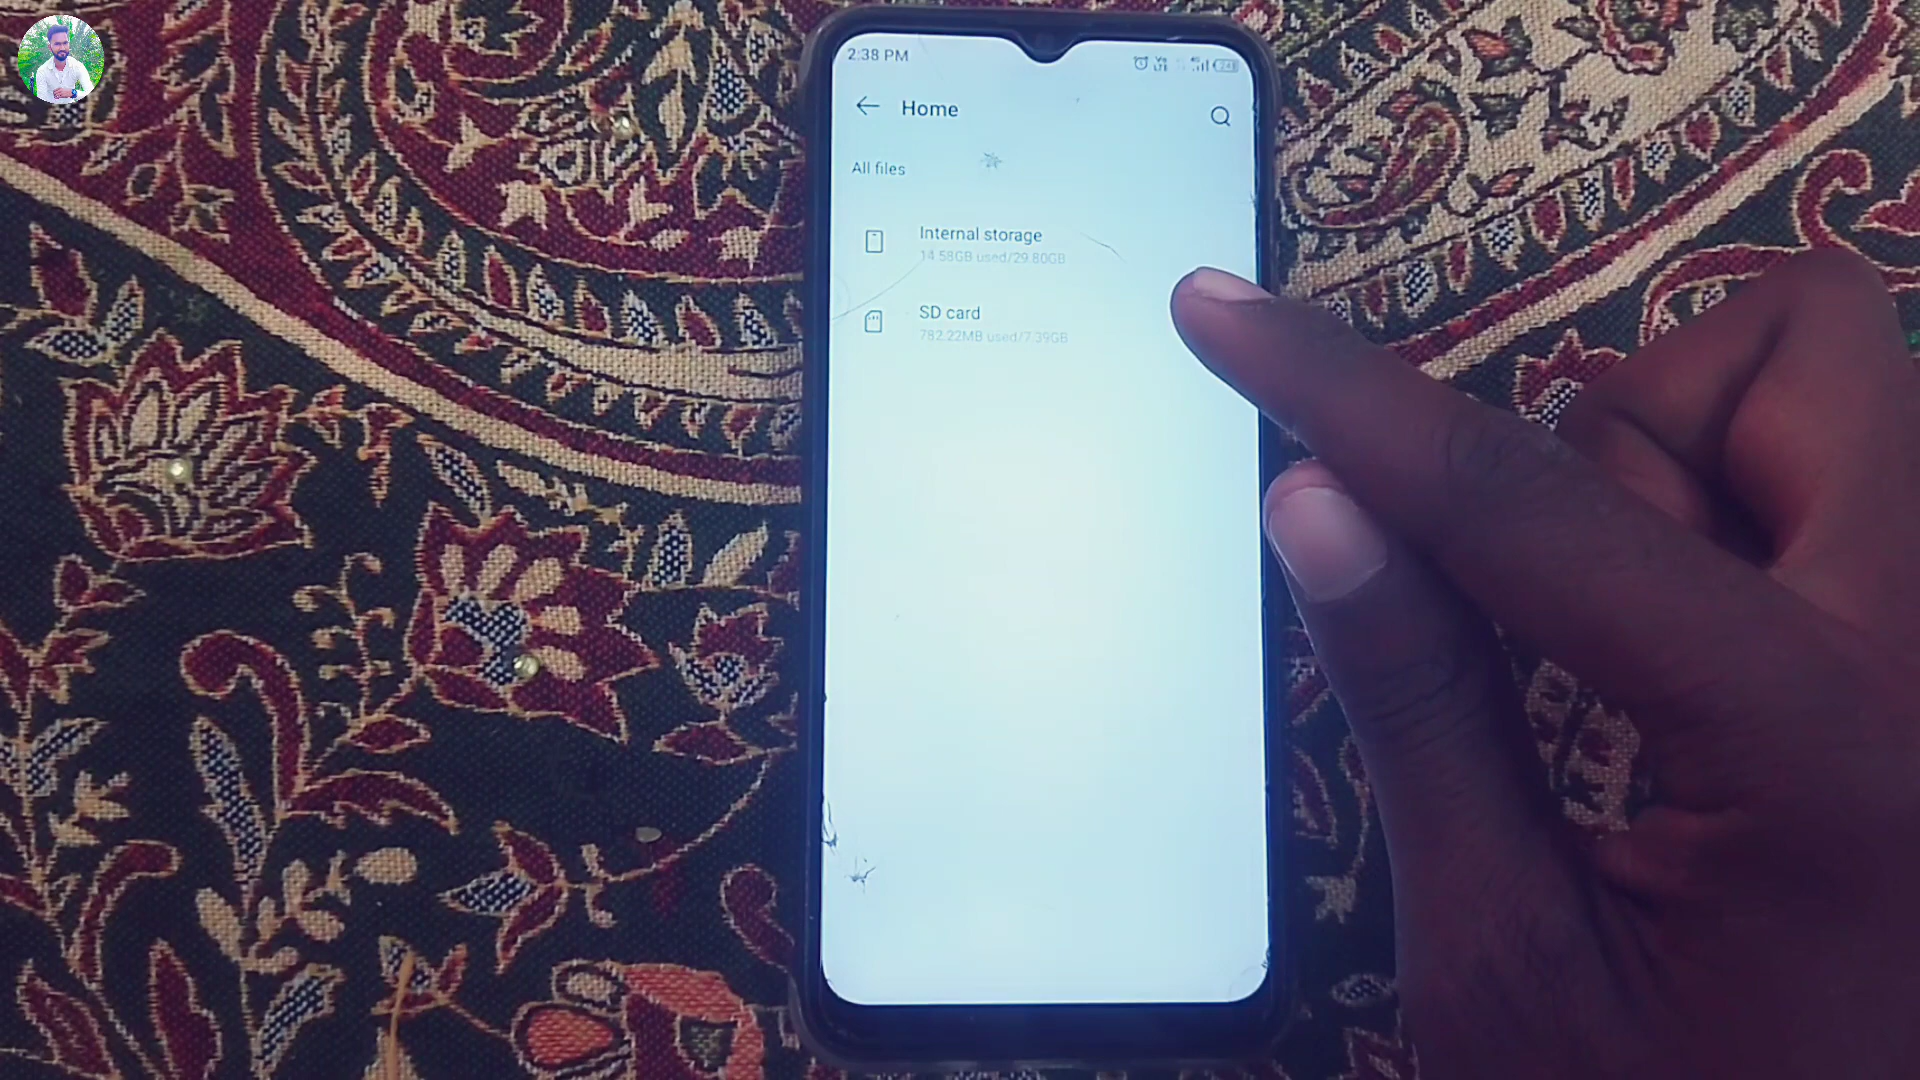 2:38 PM
Home
All files
Internal storage
14.58GB used/29.80GB
SD card
782.22MB used/7.39GB